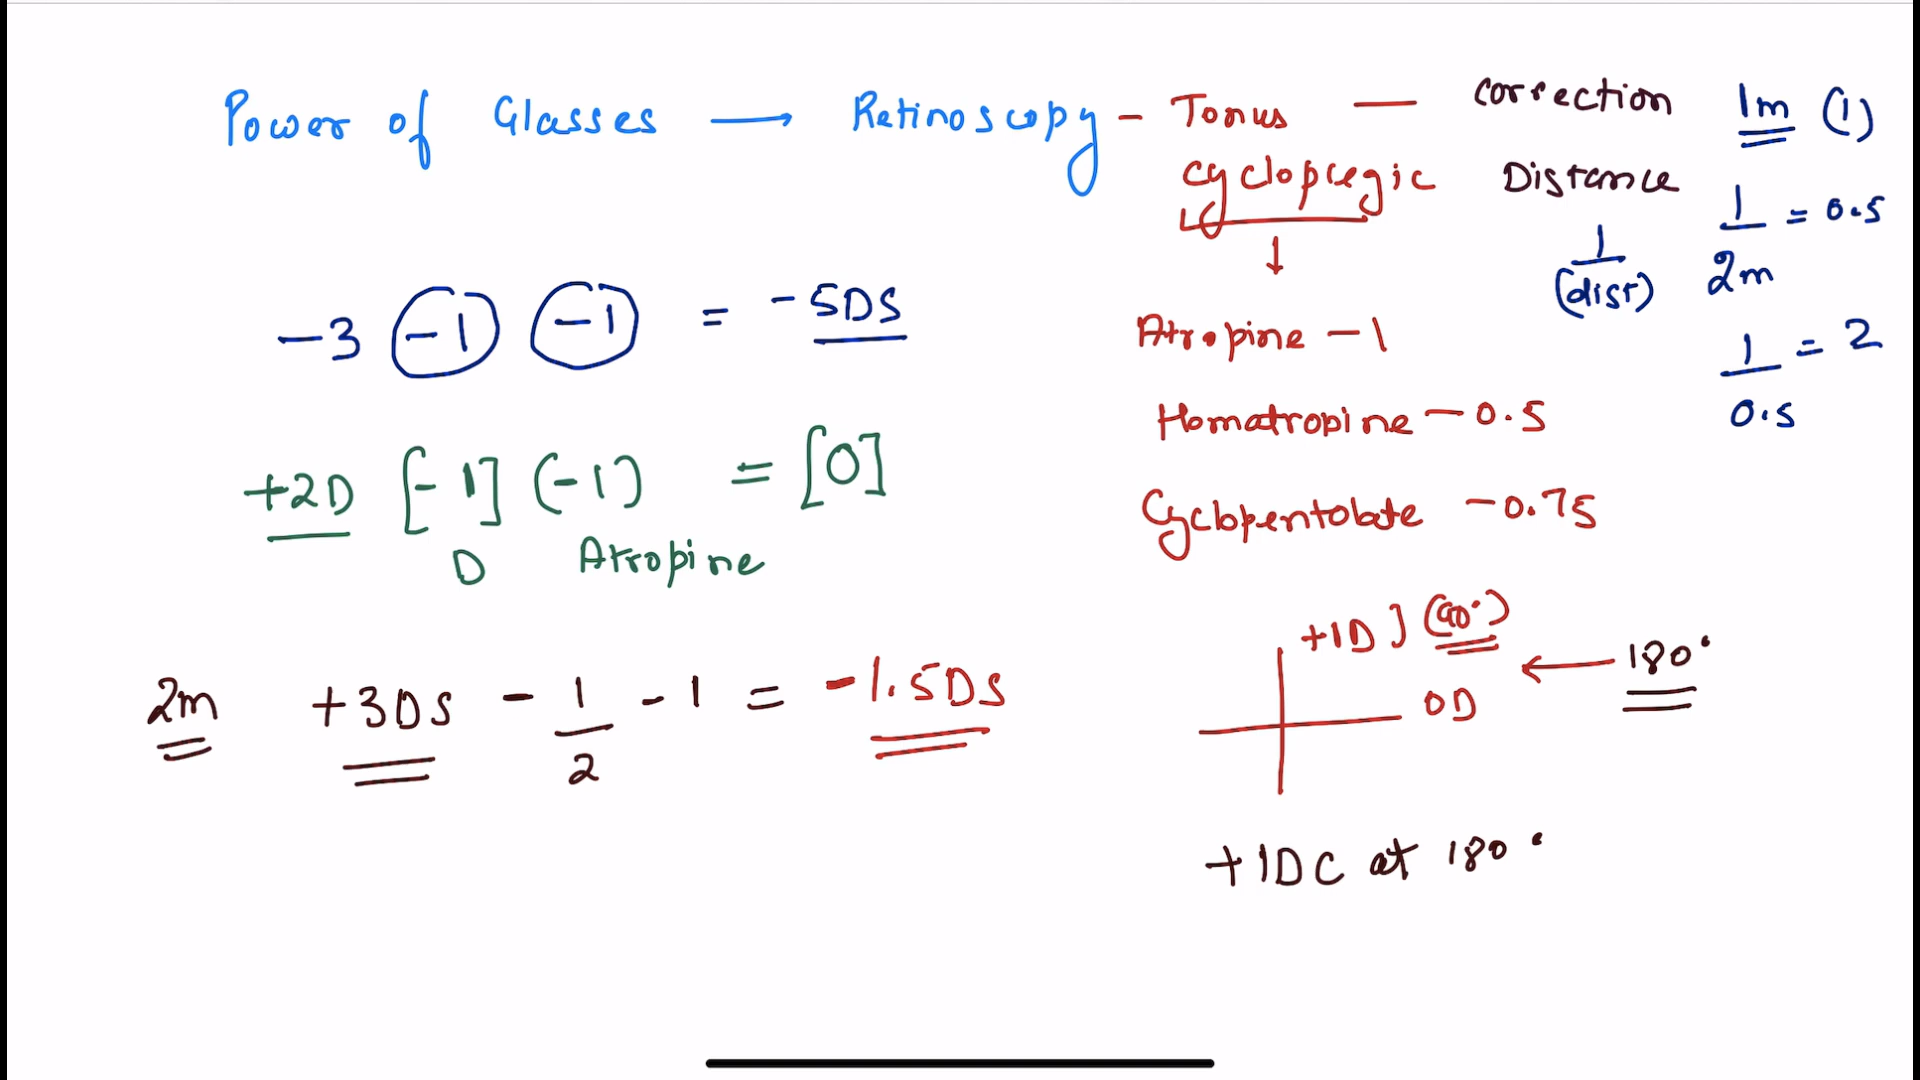 Power of Glasses → Retinoscopy - Tonus — correction 1m (1)
Cycloplegic Distance
↓
1/(dist) 1/2m = 0.5
-3 (-1) (-1) = -5DS
Atropine - 1
1/0.5 = 2
Homatropine - 0.5
+2D [-1] (-1) = [0]
D Atropine
Cyclopentolate - 0.75
+1D ] (90°)
0D ← 180°
2m +3DS - 1/2 - 1 = -1.5DS
+1DC at 180°